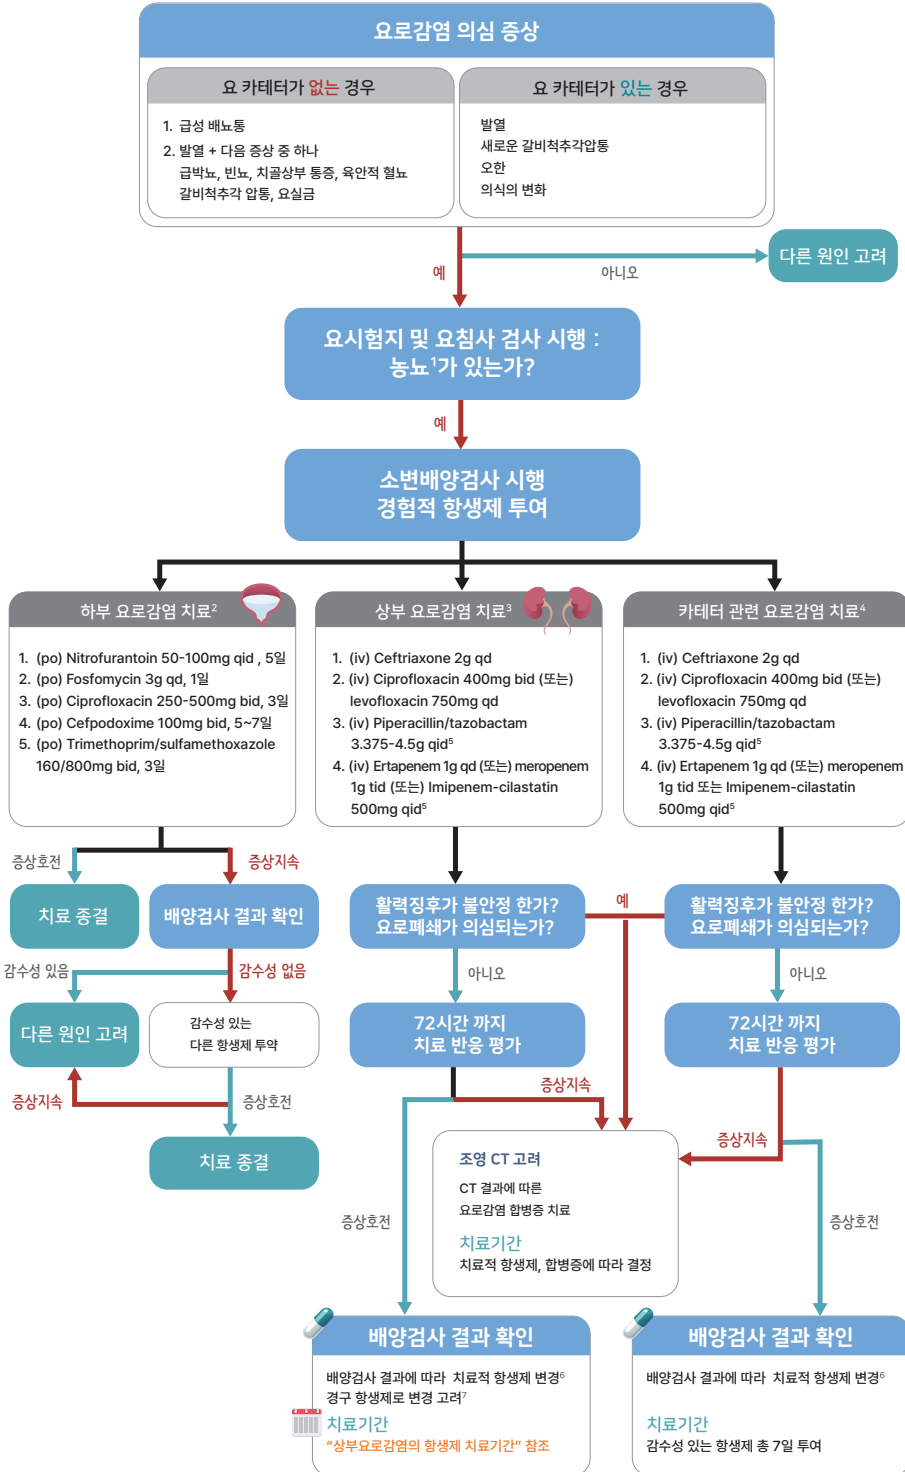 요로감염 의심 증상
요 카테터가 없는 경우
1. 급성 배뇨통
2. 발열 + 다음 증상 중 하나
급박뇨, 빈뇨, 치골상부 통증, 육안적 혈뇨
갈비척추각 압통, 요실금
요 카테터가 있는 경우
발열
새로운 갈비척추각압통
오한
의식의 변화
예
아니오
다른 원인 고려
요시험지 및 요침사 검사 시행 :
농뇨¹가 있는가?
예
소변배양검사 시행
경험적 항생제 투여
하부 요로감염 치료²
1. (po) Nitrofurantoin 50-100mg qid , 5일
2. (po) Fosfomycin 3g qd, 1일
3. (po) Ciprofloxacin 250-500mg bid, 3일
4. (po) Cefpodoxime 100mg bid, 5~7일
5. (po) Trimethoprim/sulfamethoxazole
160/800mg bid, 3일
상부 요로감염 치료³
1. (iv) Ceftriaxone 2g qd
2. (iv) Ciprofloxacin 400mg bid (또는)
levofloxacin 750mg qd
3. (iv) Piperacillin/tazobactam
3.375-4.5g qid⁵
4. (iv) Ertapenem 1g qd (또는) meropenem
1g tid (또는) Imipenem-cilastatin
500mg qid⁵
카테터 관련 요로감염 치료⁴
1. (iv) Ceftriaxone 2g qd
2. (iv) Ciprofloxacin 400mg bid (또는)
levofloxacin 750mg qd
3. (iv) Piperacillin/tazobactam
3.375-4.5g qid⁵
4. (iv) Ertapenem 1g qd (또는) meropenem
1g tid 또는 Imipenem-cilastatin
500mg qid⁵
증상호전
증상지속
치료 종결
배양검사 결과 확인
감수성 있음
감수성 없음
다른 원인 고려
감수성 있는
다른 항생제 투약
증상지속
증상호전
치료 종결
활력징후가 불안정 한가?
요로폐쇄가 의심되는가?
예
활력징후가 불안정 한가?
요로폐쇄가 의심되는가?
아니오
아니오
72시간 까지
치료 반응 평가
72시간 까지
치료 반응 평가
증상지속
증상지속
조영 CT 고려
CT 결과에 따른
요로감염 합병증 치료
치료기간
치료적 항생제, 합병증에 따라 결정
증상호전
증상호전
배양검사 결과 확인
배양검사 결과에 따라 치료적 항생제 변경⁶
경구 항생제로 변경 고려⁷
치료기간
“상부요로감염의 항생제 치료기간” 참조
배양검사 결과 확인
배양검사 결과에 따라 치료적 항생제 변경⁶
치료기간
감수성 있는 항생제 총 7일 투여